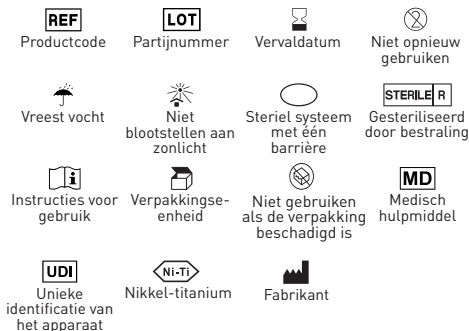 REF
Productcode
LOT
Partijnummer
Vervaldatum
2
Niet opnieuw
gebruiken
Vreest vocht
Niet
blootstellen aan
zonlicht
Steriel systeem
met één
barrière
STERILE R
Gesteriliseerd
door bestraling
i
Instructies voor
gebruik
Verpakkingse-
enheid
Niet gebruiken
als de verpakking
beschadigd is
MD
Medisch
hulpmiddel
UDI
Unieke
identificatie van
het apparaat
Ni-Ti
Nikkel-titanium
Fabrikant